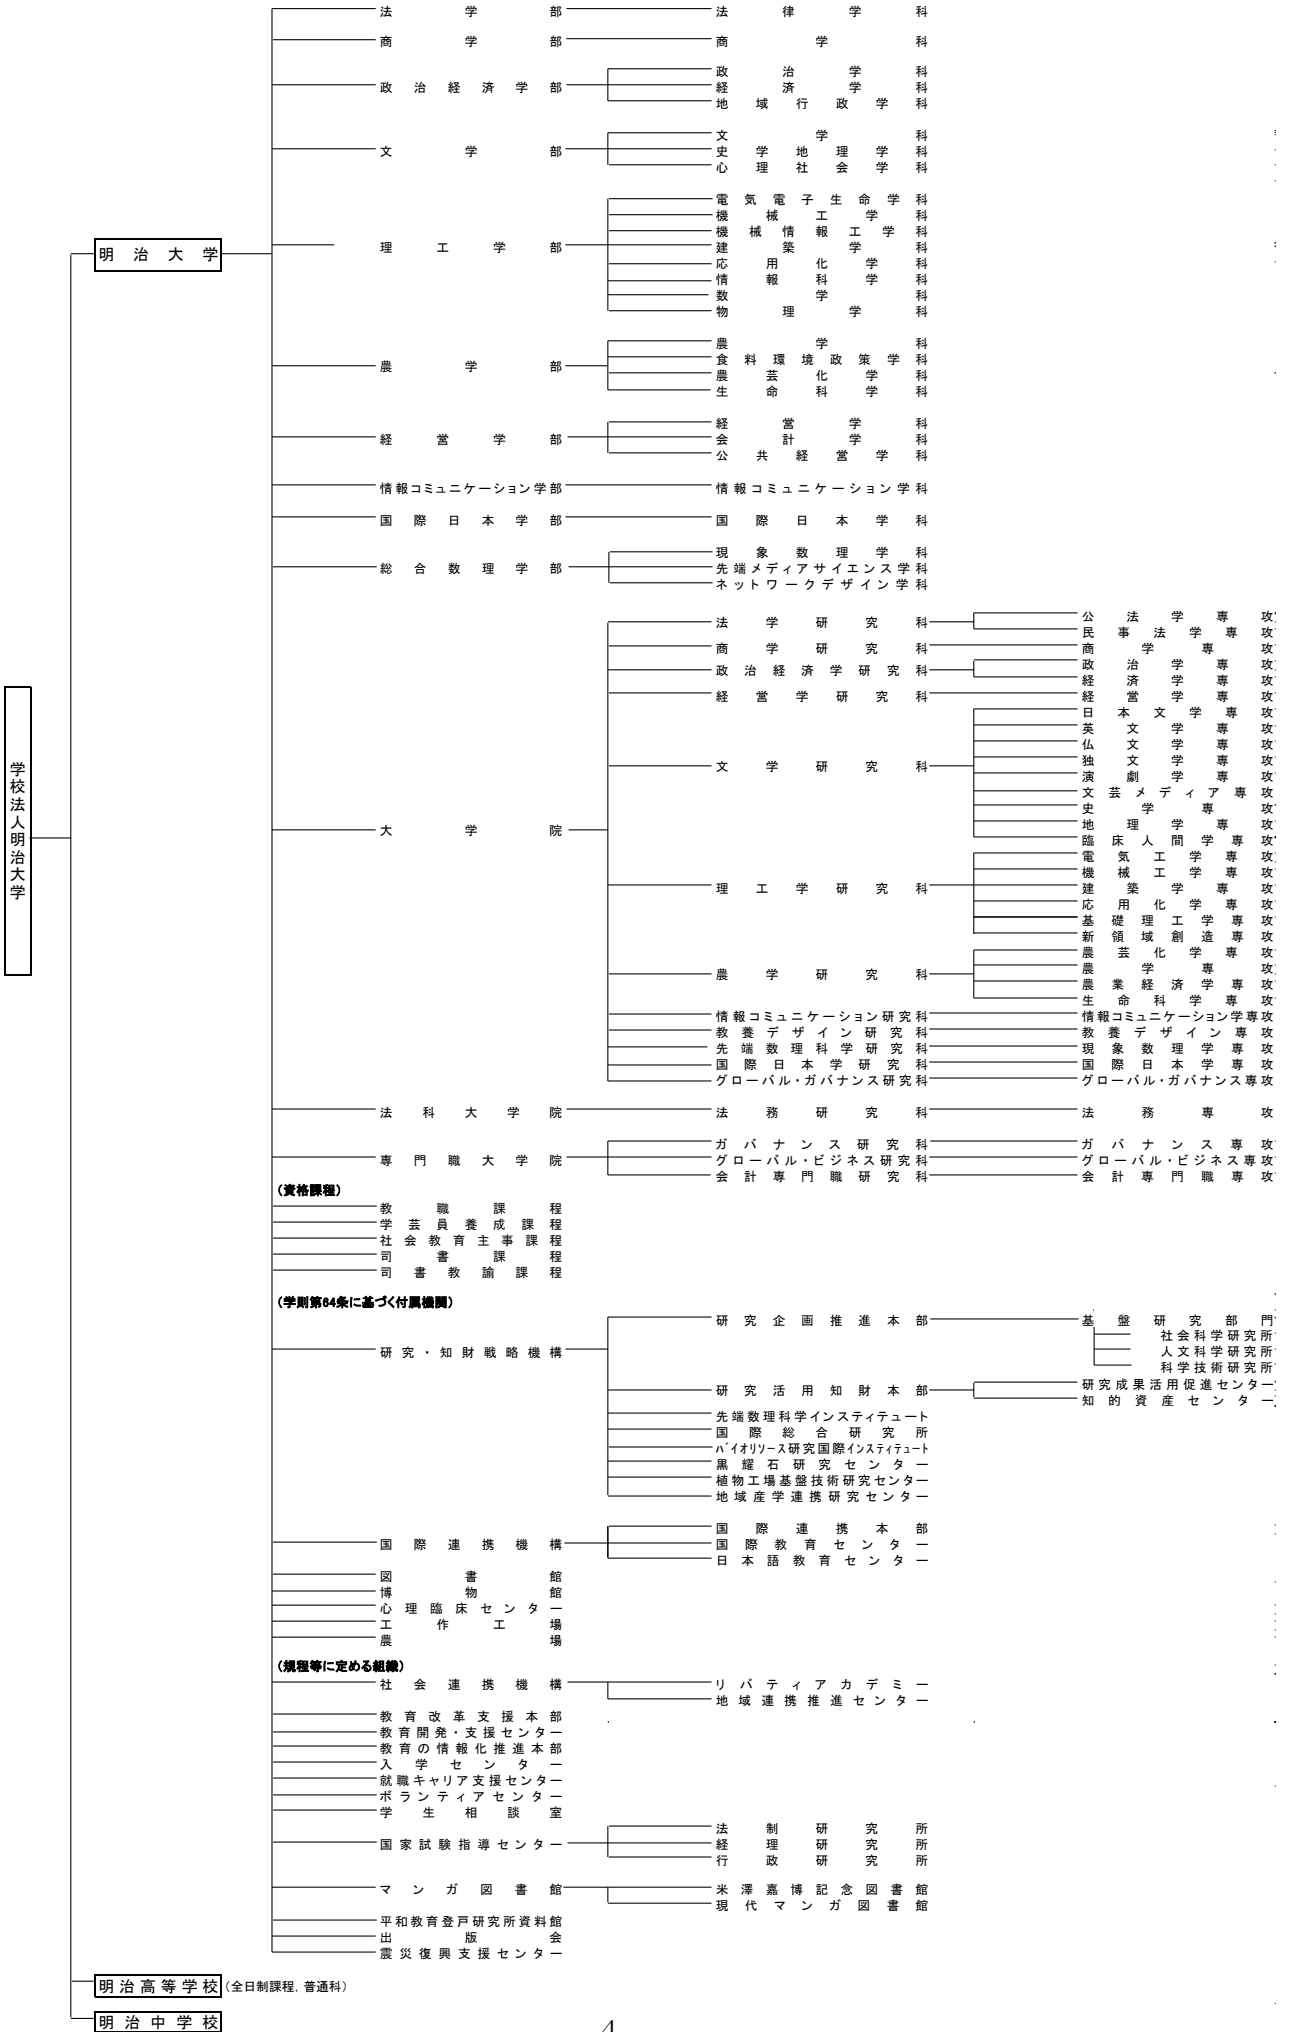 法学部 法律学科
商学部 商学科
政治学科
政治経済学部 経済学科
地域行政学科
文学科
文学部 史学地理学科
心理社会学科
電気電子生命学科
機械工学科
機械情報工学科
明治大学 理工学部 建築学科
応用化学科
情報科学科
数学科
物理学科
農学科
食料環境政策学科
農学部 農芸化学科
生命科学科
経営学科
経営学部 会計学科
公共経営学科
情報コミュニケーション学部 情報コミュニケーション学科
国際日本学部 国際日本学科
現象数理学科
総合数理学部 先端メディアサイエンス学科
ネットワークデザイン学科
法学研究科 公法学専攻
民事法学専攻
商学研究科 商学専攻
政治経済学研究科 政治学専攻
経済学専攻
経営学研究科 経営学専攻
日本文学専攻
英文学専攻
仏文学専攻
文学研究科 独文学専攻
演劇学専攻
文芸メディア専攻
史学専攻
大学院 地理学専攻
臨床人間学専攻
学校法人明治大学
電気工学専攻
機械工学専攻
理工学研究科 建築学専攻
応用化学専攻
基礎理工学専攻
新領域創造専攻
農芸化学専攻
農学研究科 農学専攻
農業経済学専攻
生命科学専攻
情報コミュニケーション研究科 情報コミュニケーション学専攻
教養デザイン研究科 教養デザイン専攻
先端数理科学研究科 現象数理学専攻
国際日本学研究科 国際日本学専攻
グローバル・ガバナンス研究科 グローバル・ガバナンス専攻
法科大学院 法務研究科 法務専攻
ガバナンス研究科 ガバナンス専攻
専門職大学院 グローバル・ビジネス研究科 グローバル・ビジネス専攻
会計専門職研究科 会計専門職専攻
(資格課程)
教職課程
学芸員養成課程
社会教育主事課程
司書課程
司書教諭課程
(学則第64条に基づく付属機関)
研究企画推進本部 基盤研究部門
社会科学研究所
研究・知財戦略機構 人文科学研究所
科学技術研究所
研究活用知財本部 研究成果活用促進センター
知的資産センター
先端数理科学インスティテュート
国際総合研究所
バイオリソース研究国際インスティテュート
黒耀石研究センター
植物工場基盤技術研究センター
地域産学連携研究センター
国際連携本部
国際連携機構 国際教育センター
日本語教育センター
図書館
博物館
心理臨床センター
工作工場
農場
(規程等に定める組織)
社会連携機構 リバティアカデミー
地域連携推進センター
教育改革支援本部
教育開発・支援センター
教育の情報化推進本部
入学センター
就職キャリア支援センター
ボランティアセンター
学生相談室
法制研究所
国家試験指導センター 経理研究所
行政研究所
マンガ図書館 米澤嘉博記念図書館
現代マンガ図書館
平和教育登戸研究所資料館
出版会
震災復興支援センター
明治高等学校 (全日制課程, 普通科)
明治中学校
4